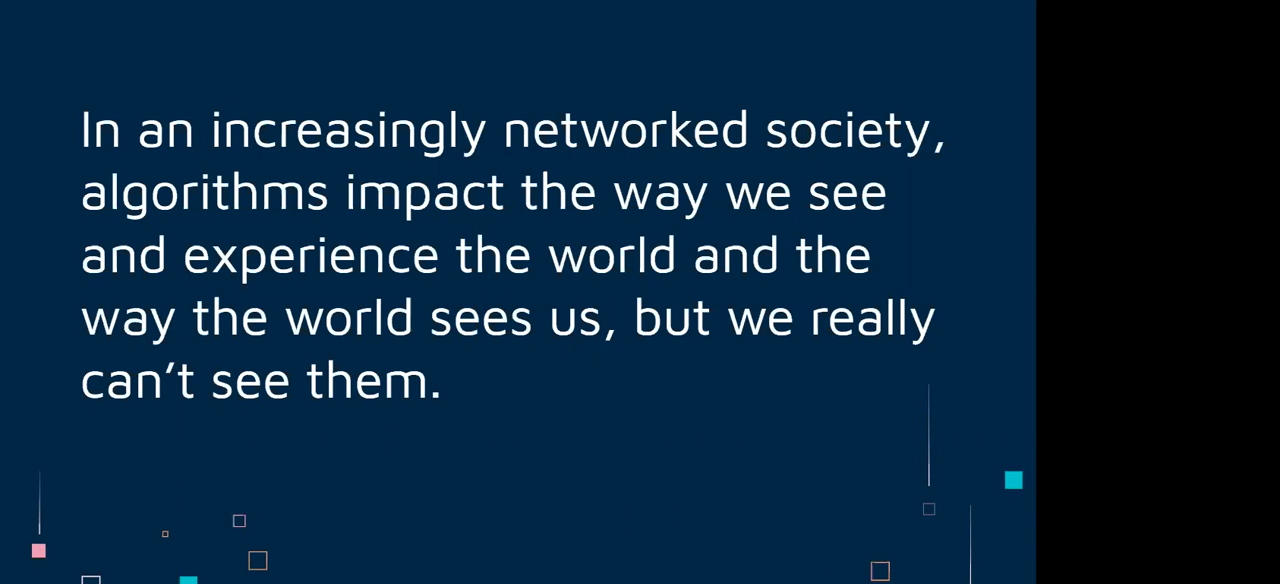 In an increasingly networked society,
algorithms impact the way we see
and experience the world and the
way the world sees us, but we really
can’t see them.